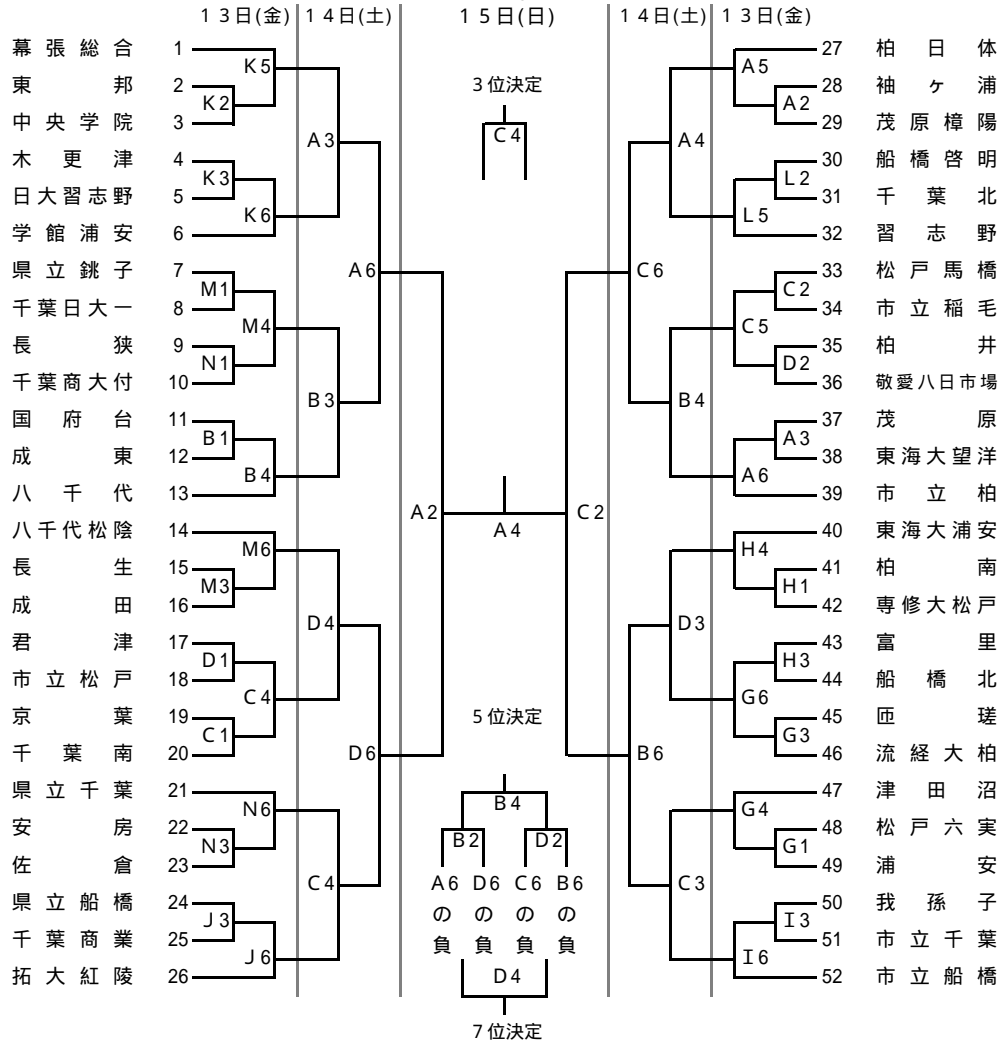 13日(金) 14日(土) 15日(日) 14日(土) 13日(金)
幕張総合 1 27 柏日体
K5 A5
東邦 2 3位決定 28 袖ヶ浦
K2 A2
中央学院 3 C4 29 茂原樟陽
A3 A4
木更津 4 30 船橋啓明
K3 L2
日大習志野 5 31 千葉北
K6 L5
学館浦安 6 32 習志野
県立銚子 7 A6 C6 33 松戸馬橋
M1 C2
千葉日大一 8 34 市立稲毛
M4 C5
長狭 9 35 柏井
N1 D2
千葉商大付 10 36 敬愛八日市場
B3 B4
国府台 11 37 茂原
B1 A3
成東 12 38 東海大望洋
B4 A6
八千代 13 39 市立柏
A2 C2
八千代松陰 14 A4 40 東海大浦安
M6 H4
長生 15 41 柏南
M3 H1
成田 16 42 専修大松戸
D4 D3
君津 17 43 富里
D1 H3
市立松戸 18 44 船橋北
C4 G6
京葉 19 5位決定 45 匝瑳
C1 G3
千葉南 20 D6 B6 46 流経大柏
県立千葉 21 47 津田沼
N6 B4 G4
安房 22 48 松戸六実
N3 B2 D2 G1
佐倉 23 49 浦安
C4 A6の負 D6の負 C6の負 B6の負 C3
県立船橋 24 50 我孫子
J3 I3
千葉商業 25 51 市立千葉
J6 I6
拓大紅陵 26 D4 52 市立船橋
7位決定